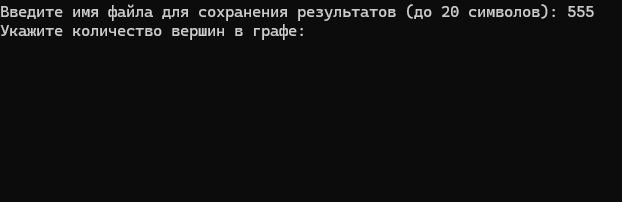 Введите имя файла для сохранения результатов (до 20 символов): 555
Укажите количество вершин в графе: